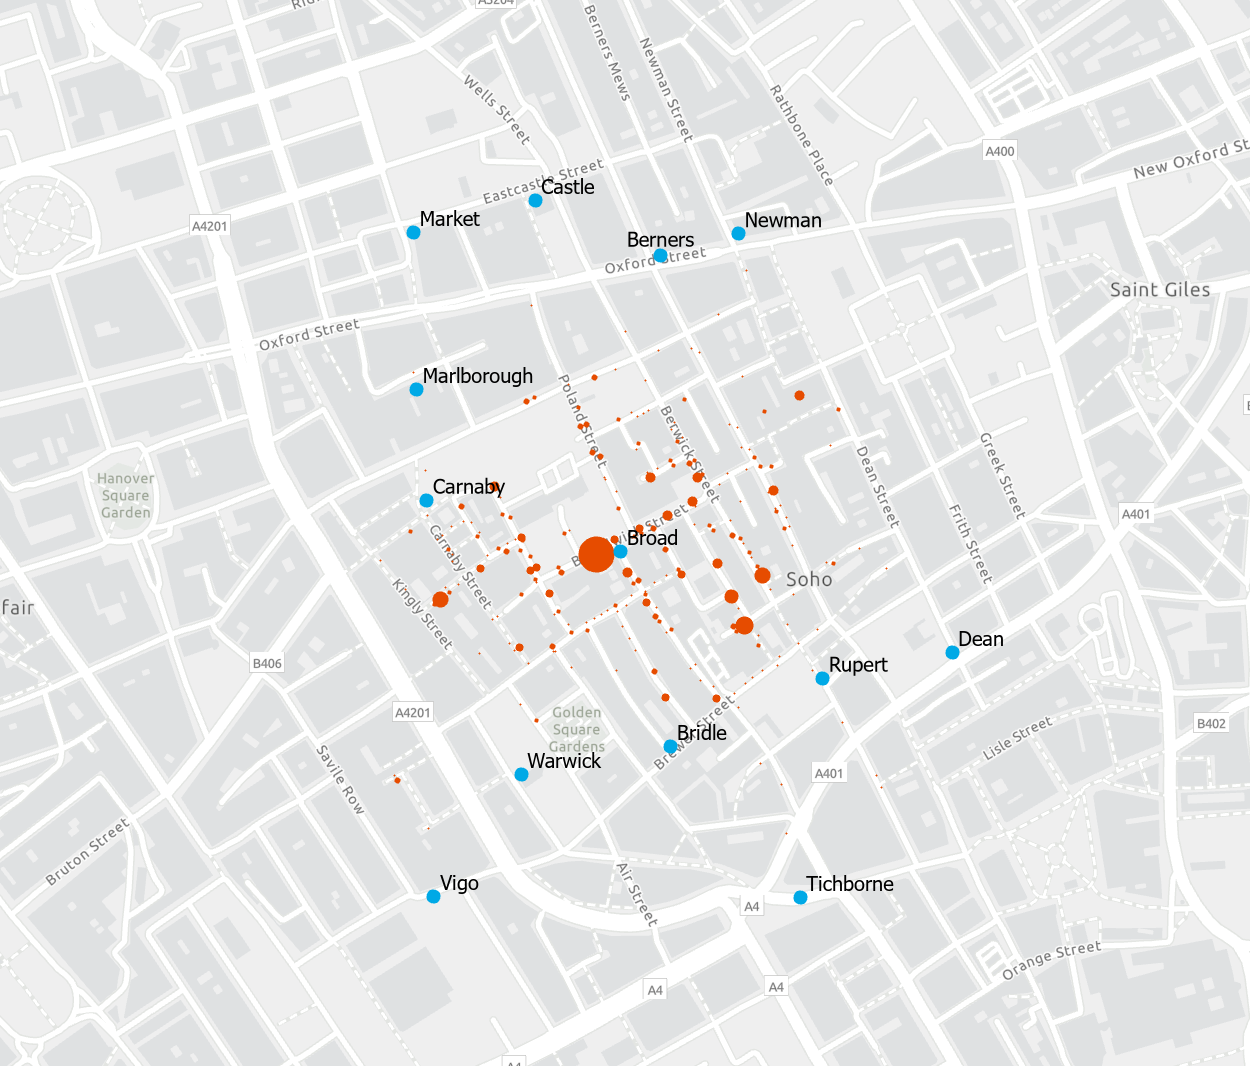 A5204
Berners Mews
Newman Street
Wells Street
Rathbone Place
A400
New Oxford St
Eastcastle Street
Castle
Market
A4201
Newman
Berners
Oxford Street
Saint Giles
Oxford Street
Marlborough
Poland Street
Berwick Street
Dean Street
Greek Street
Hanover
Square
Garden
Carnaby
Frith Street
A401
Carnaby Street
Broad
Street
Kingly Street
Soho
fair
B406
Dean
Rupert
A4201
Golden
Square
Gardens
Bridle
Brewer Street
Lisle Street
B402
Warwick
Savile Row
A401
Bruton Street
Air Street
Vigo
Tichborne
A4
Orange Street
A4
A4
A4